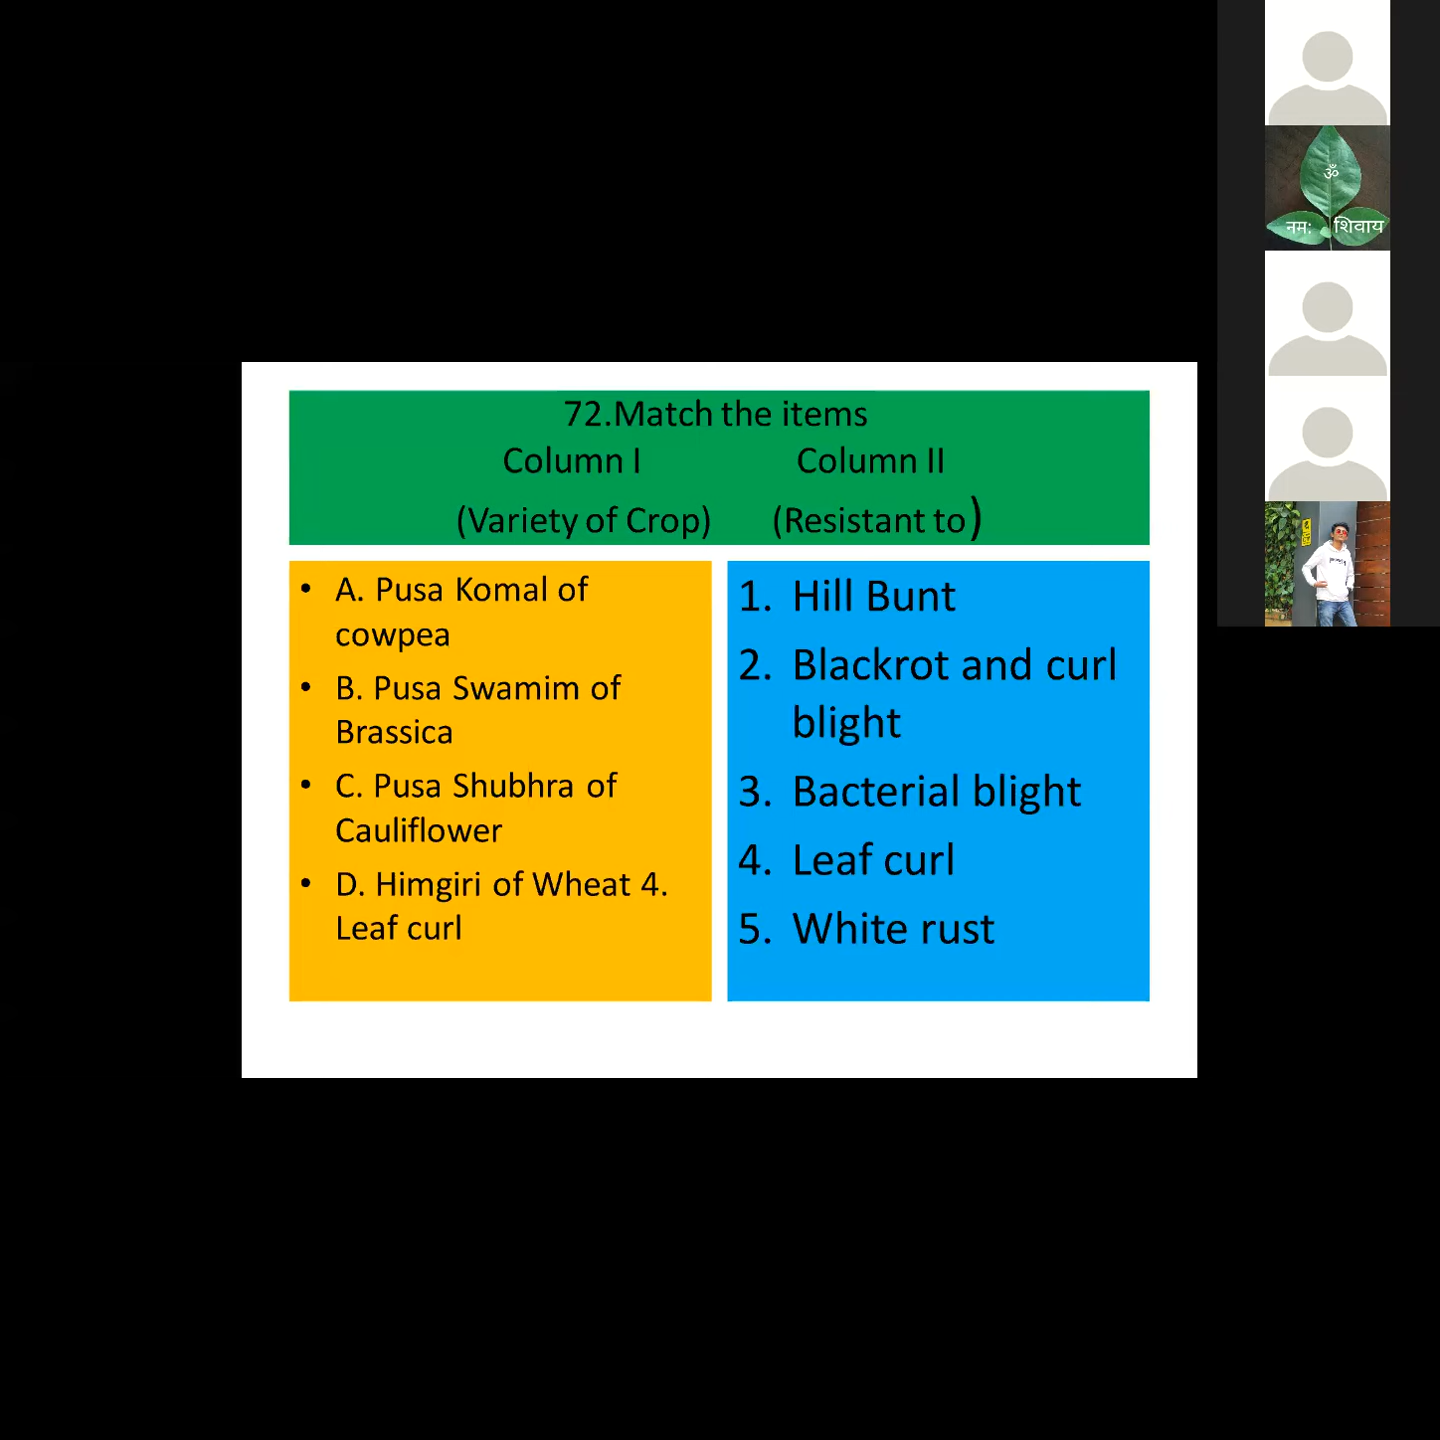 ॐ
नम: शिवाय
72.Match the items
Column I Column II
(Variety of Crop) (Resistant to)
• A. Pusa Komal of
cowpea
• B. Pusa Swamim of
Brassica
• C. Pusa Shubhra of
Cauliflower
• D. Himgiri of Wheat 4.
Leaf curl
1. Hill Bunt
2. Blackrot and curl
blight
3. Bacterial blight
4. Leaf curl
5. White rust